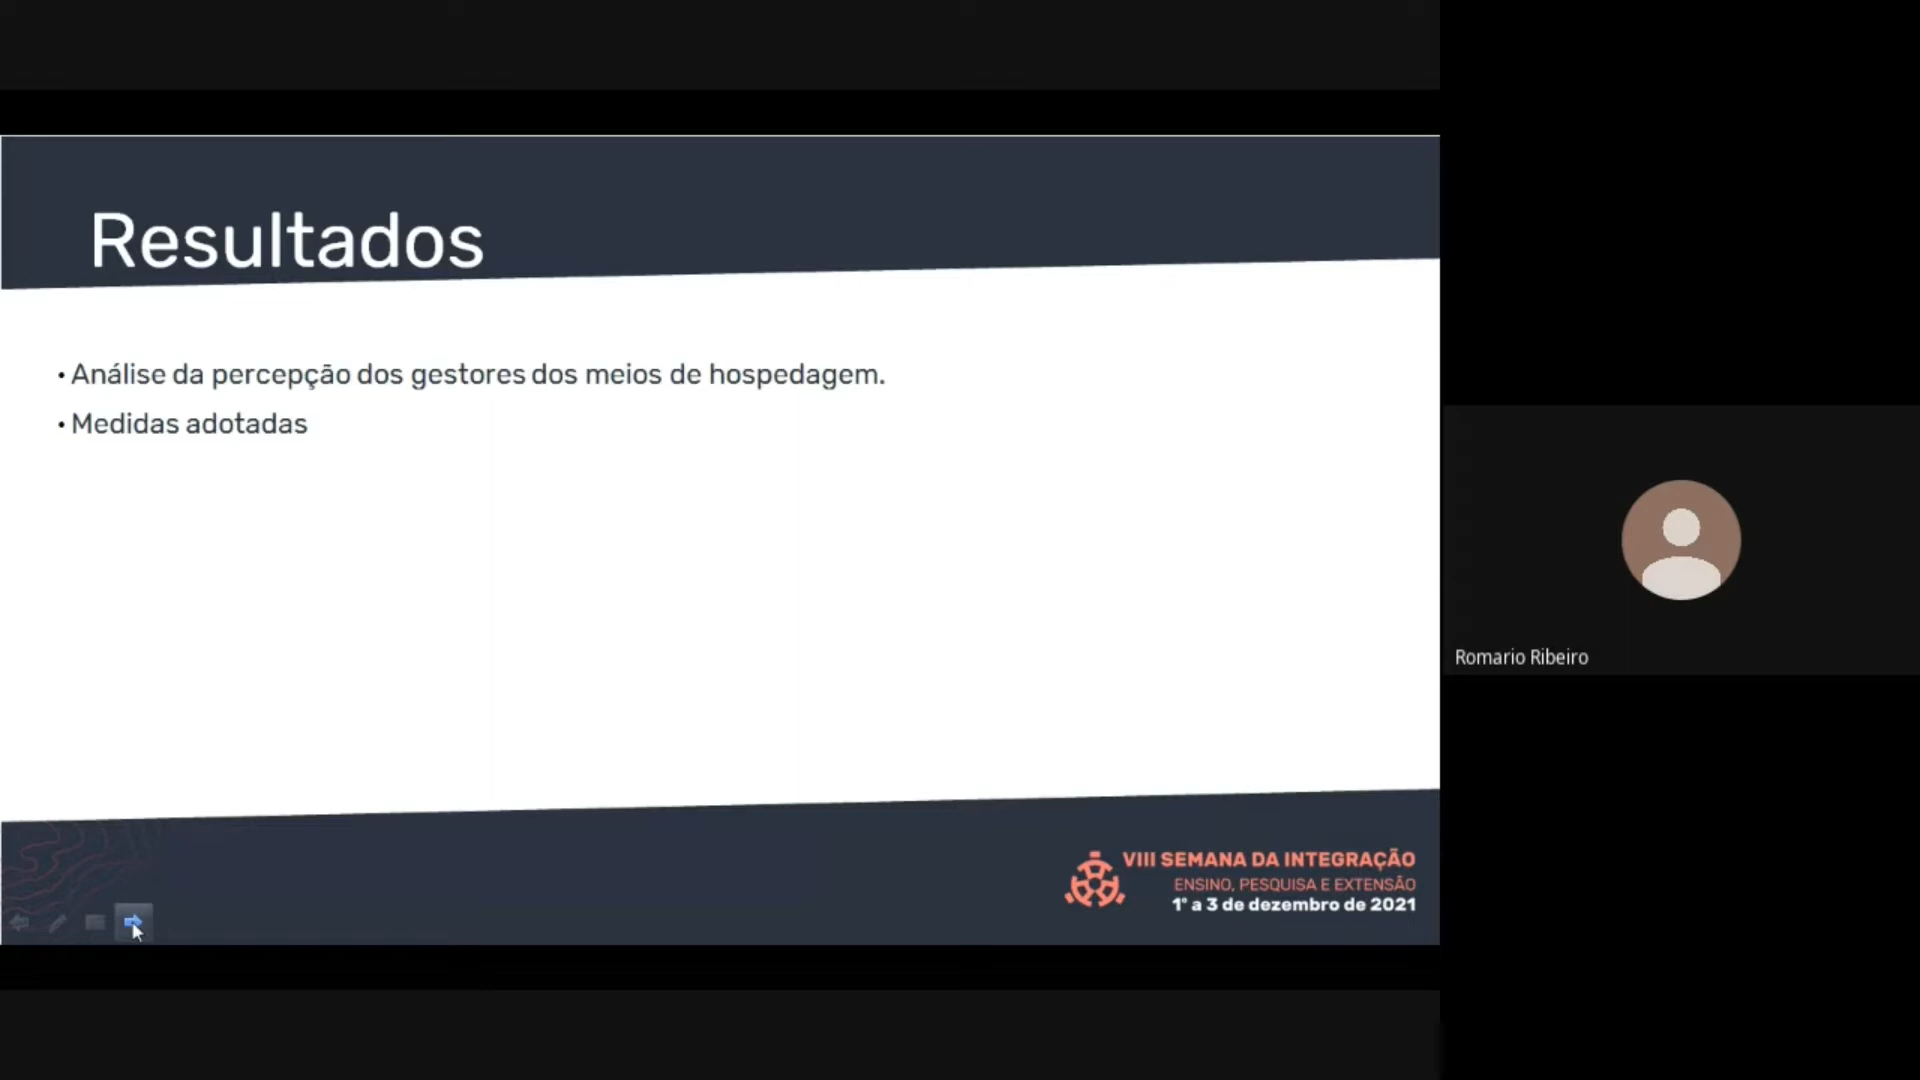 Resultados
• Análise da percepção dos gestores dos meios de hospedagem.
• Medidas adotadas
Romario Ribeiro
VIII SEMANA DA INTEGRAÇÃO
ENSINO, PESQUISA E EXTENSÃO
1º a 3 de dezembro de 2021